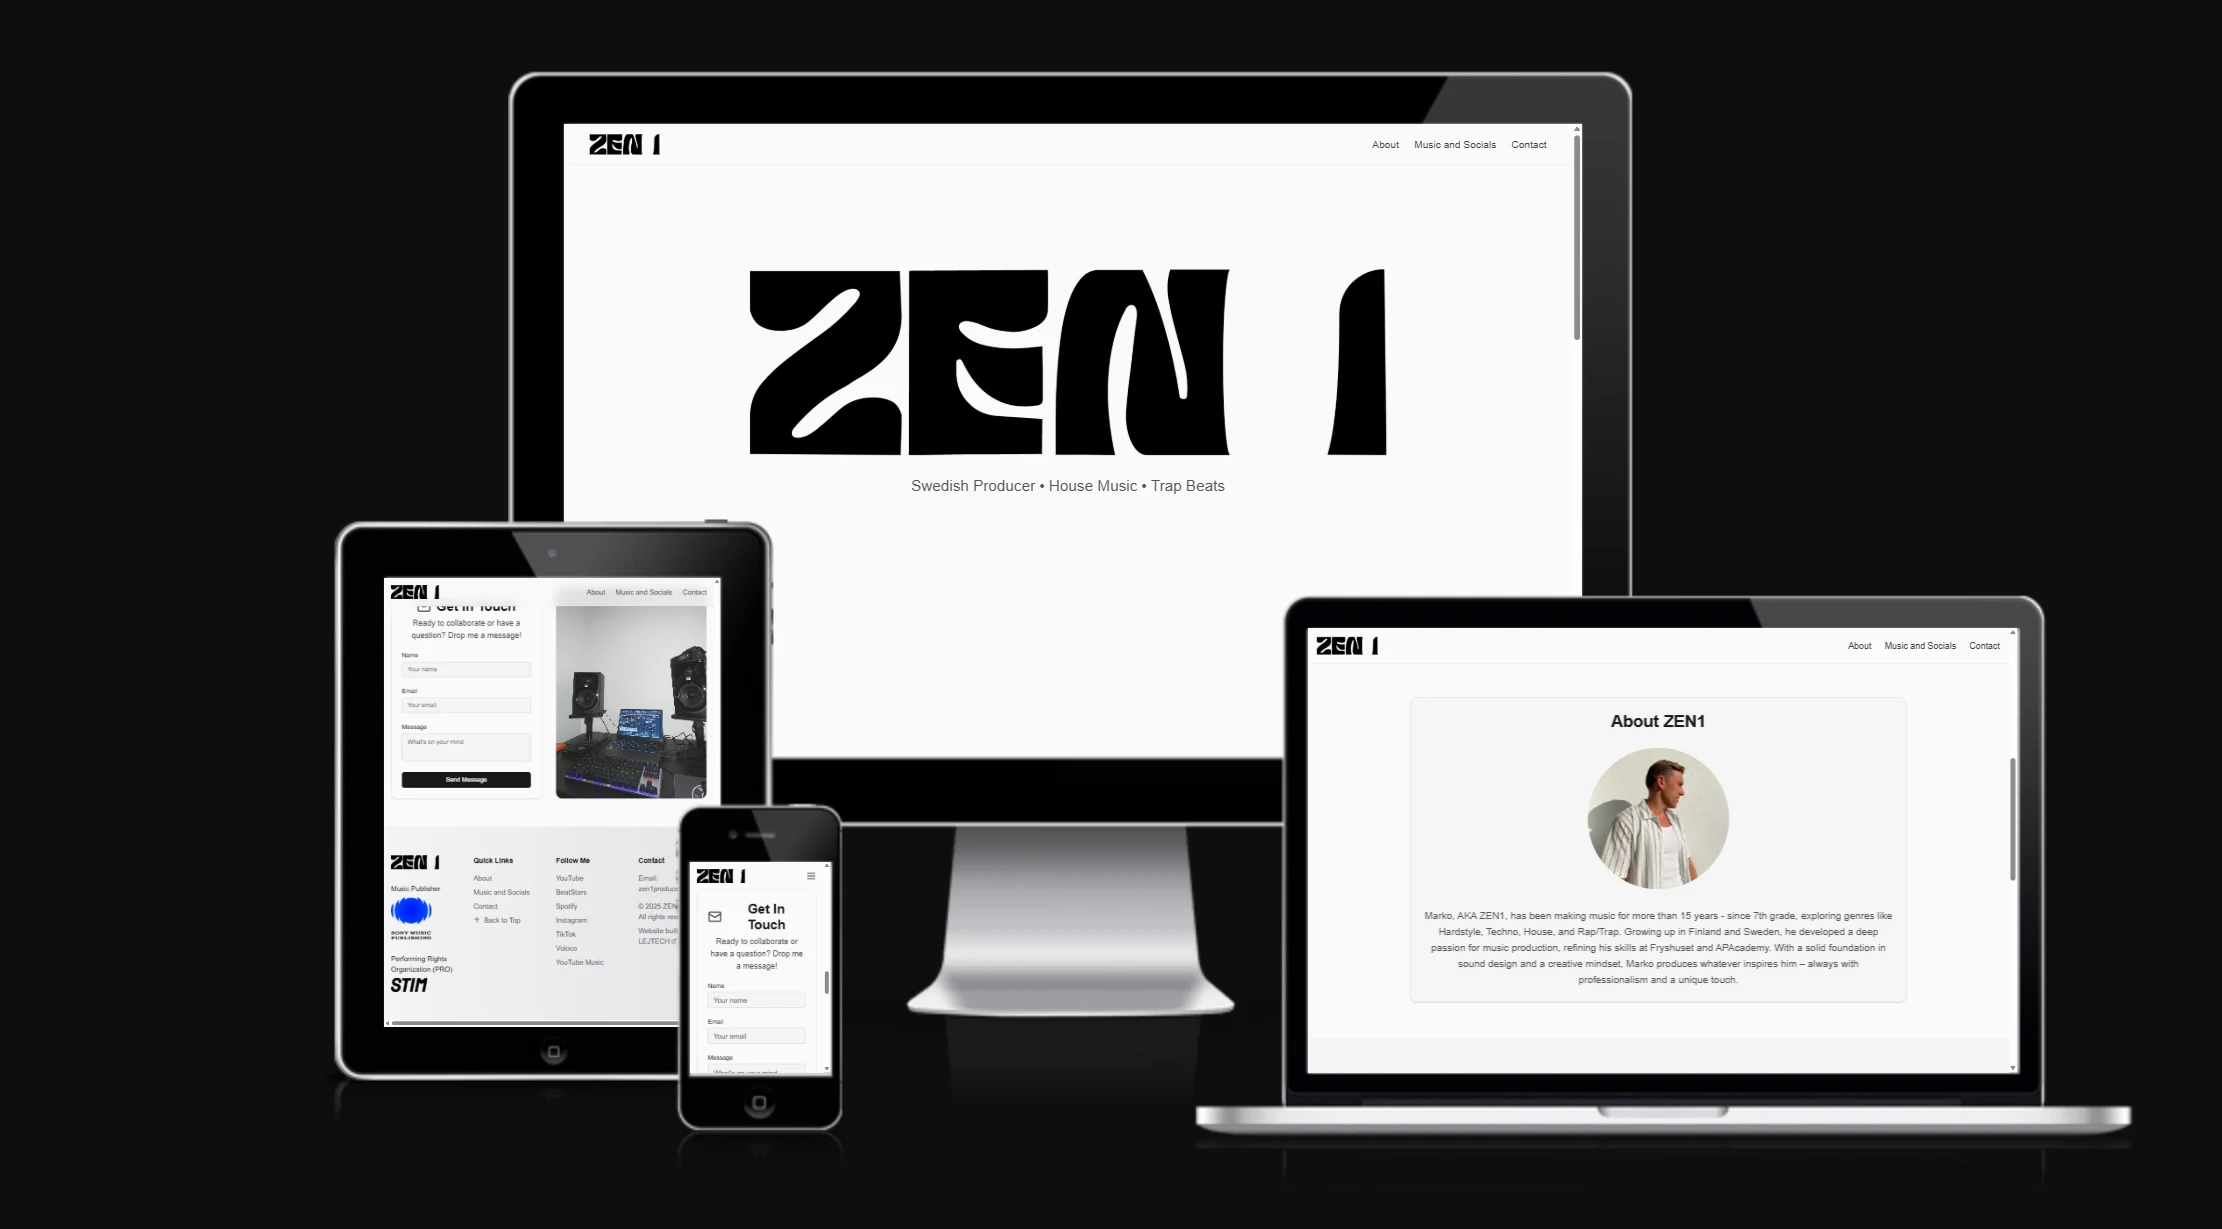 ZEN 1
About Music and Socials Contact
ZEN 1
Swedish Producer • House Music • Trap Beats
ZEN 1
About Music and Socials Contact
Get In Touch
Ready to collaborate or have a
question? Drop me a message!
Name
Your name
Email
Your email
Message
What's on your mind
Send Message
ZEN 1
Music Publisher
SONY MUSIC
PUBLISHING
Performing Rights
Organization (PRO)
STIM
Quick Links
About
Music and Socials
Contact
↑ Back to Top
Follow Me
YouTube
BeatStars
Spotify
Instagram
TikTok
Voloco
YouTube Music
Contact
Email:
zen1produce
© 2025 ZEN
All rights res
Website buil
LEJTECH
ZEN 1
Get In
Touch
Ready to collaborate or
have a question? Drop me
a message!
Name
Your name
Email
Your email
Message
What's on your mind
ZEN 1
About Music and Socials Contact
About ZEN1
Marko, AKA ZEN1, has been making music for more than 15 years - since 7th grade, exploring genres like
Hardstyle, Techno, House, and Rap/Trap. Growing up in Finland and Sweden, he developed a deep
passion for music production, refining his skills at Fryshuset and APAcademy. With a solid foundation in
sound design and a creative mindset, Marko produces whatever inspires him – always with
professionalism and a unique touch.